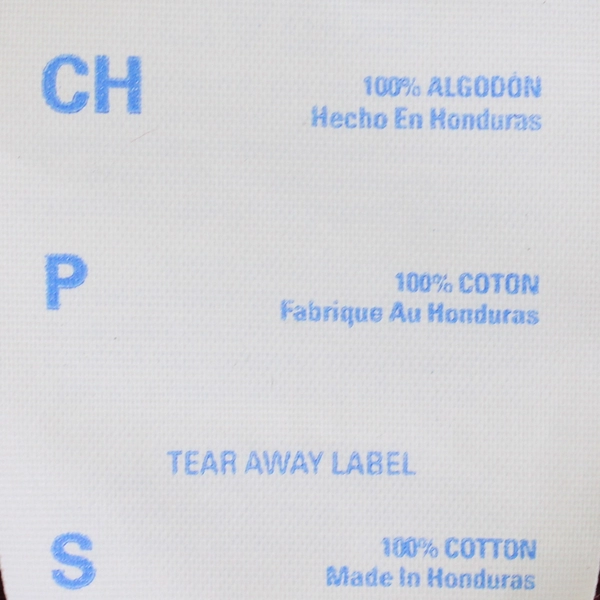 CH
100% ALGODÓN
Hecho En Honduras
P
100% COTON
Fabrique Au Honduras
TEAR AWAY LABEL
S
100% COTTON
Made In Honduras